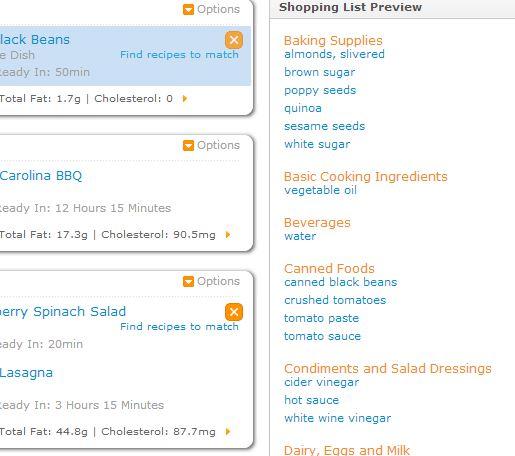 Options
lack Beans
e Dish
Find recipes to match
eady In: 50min
Total Fat: 1.7g | Cholesterol: 0
Options
Carolina BBQ
eady In: 12 Hours 15 Minutes
Total Fat: 17.3g | Cholesterol: 90.5mg
Options
erry Spinach Salad
Find recipes to match
eady In: 20min
Lasagna
eady In: 3 Hours 15 Minutes
Total Fat: 44.8g | Cholesterol: 87.7mg
Shopping List Preview
Baking Supplies
almonds, slivered
brown sugar
poppy seeds
quinoa
sesame seeds
white sugar
Basic Cooking Ingredients
vegetable oil
Beverages
water
Canned Foods
canned black beans
crushed tomatoes
tomato paste
tomato sauce
Condiments and Salad Dressings
cider vinegar
hot sauce
white wine vinegar
Dairy, Eggs and Milk